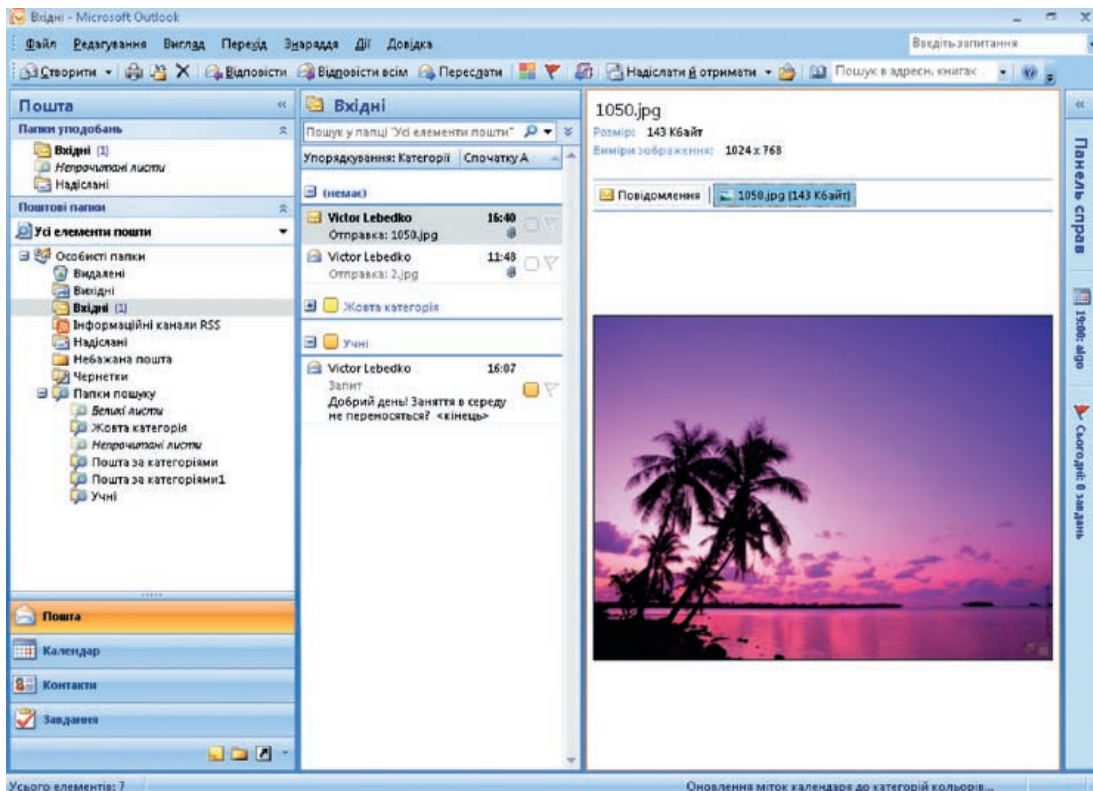 Вхідні - Microsoft Outlook
Файл Редагування Вигляд Перехід Знаряддя Дії Довідка
Введіть запитання
Створити Відповісти Відповісти всім Переслати Надіслати й отримати Пошук в адресн. книгах
Пошта
Папки уподобань
Вхідні (1)
Непрочитані листи
Надіслані
Поштові папки
Усі елементи пошти
Особисті папки
Видалені
Вихідні
Вхідні (1)
Інформаційні канали RSS
Надіслані
Небажана пошта
Чернетки
Папки пошуку
Великі листи
Жовта категорія
Непрочитані листи
Пошта за категоріями
Пошта за категоріями1
Учні
Пошта
Календар
Контакти
Завдання
Вхідні
Пошук у папці "Усі елементи пошти"
Упорядкування: Категорії Спочатку А
(немає)
Victor Lebedko 16:40
Отправка: 1050.jpg
Victor Lebedko 11:48
Отправка: 2.jpg
Жовта категорія
Учні
Victor Lebedko 16:07
Запит
Добрий день! Заняття в середу
не переносяться? <кінець>
1050.jpg
Розмір: 143 Кбайт
Виміри зображення: 1024 x 768
Повідомлення 1050.jpg (143 Кбайт)
Панель справ
19:00: algo
Сьогодні: 0 завдань
Усього елементів: 7
Оновлення міток календаря до категорій кольорів...